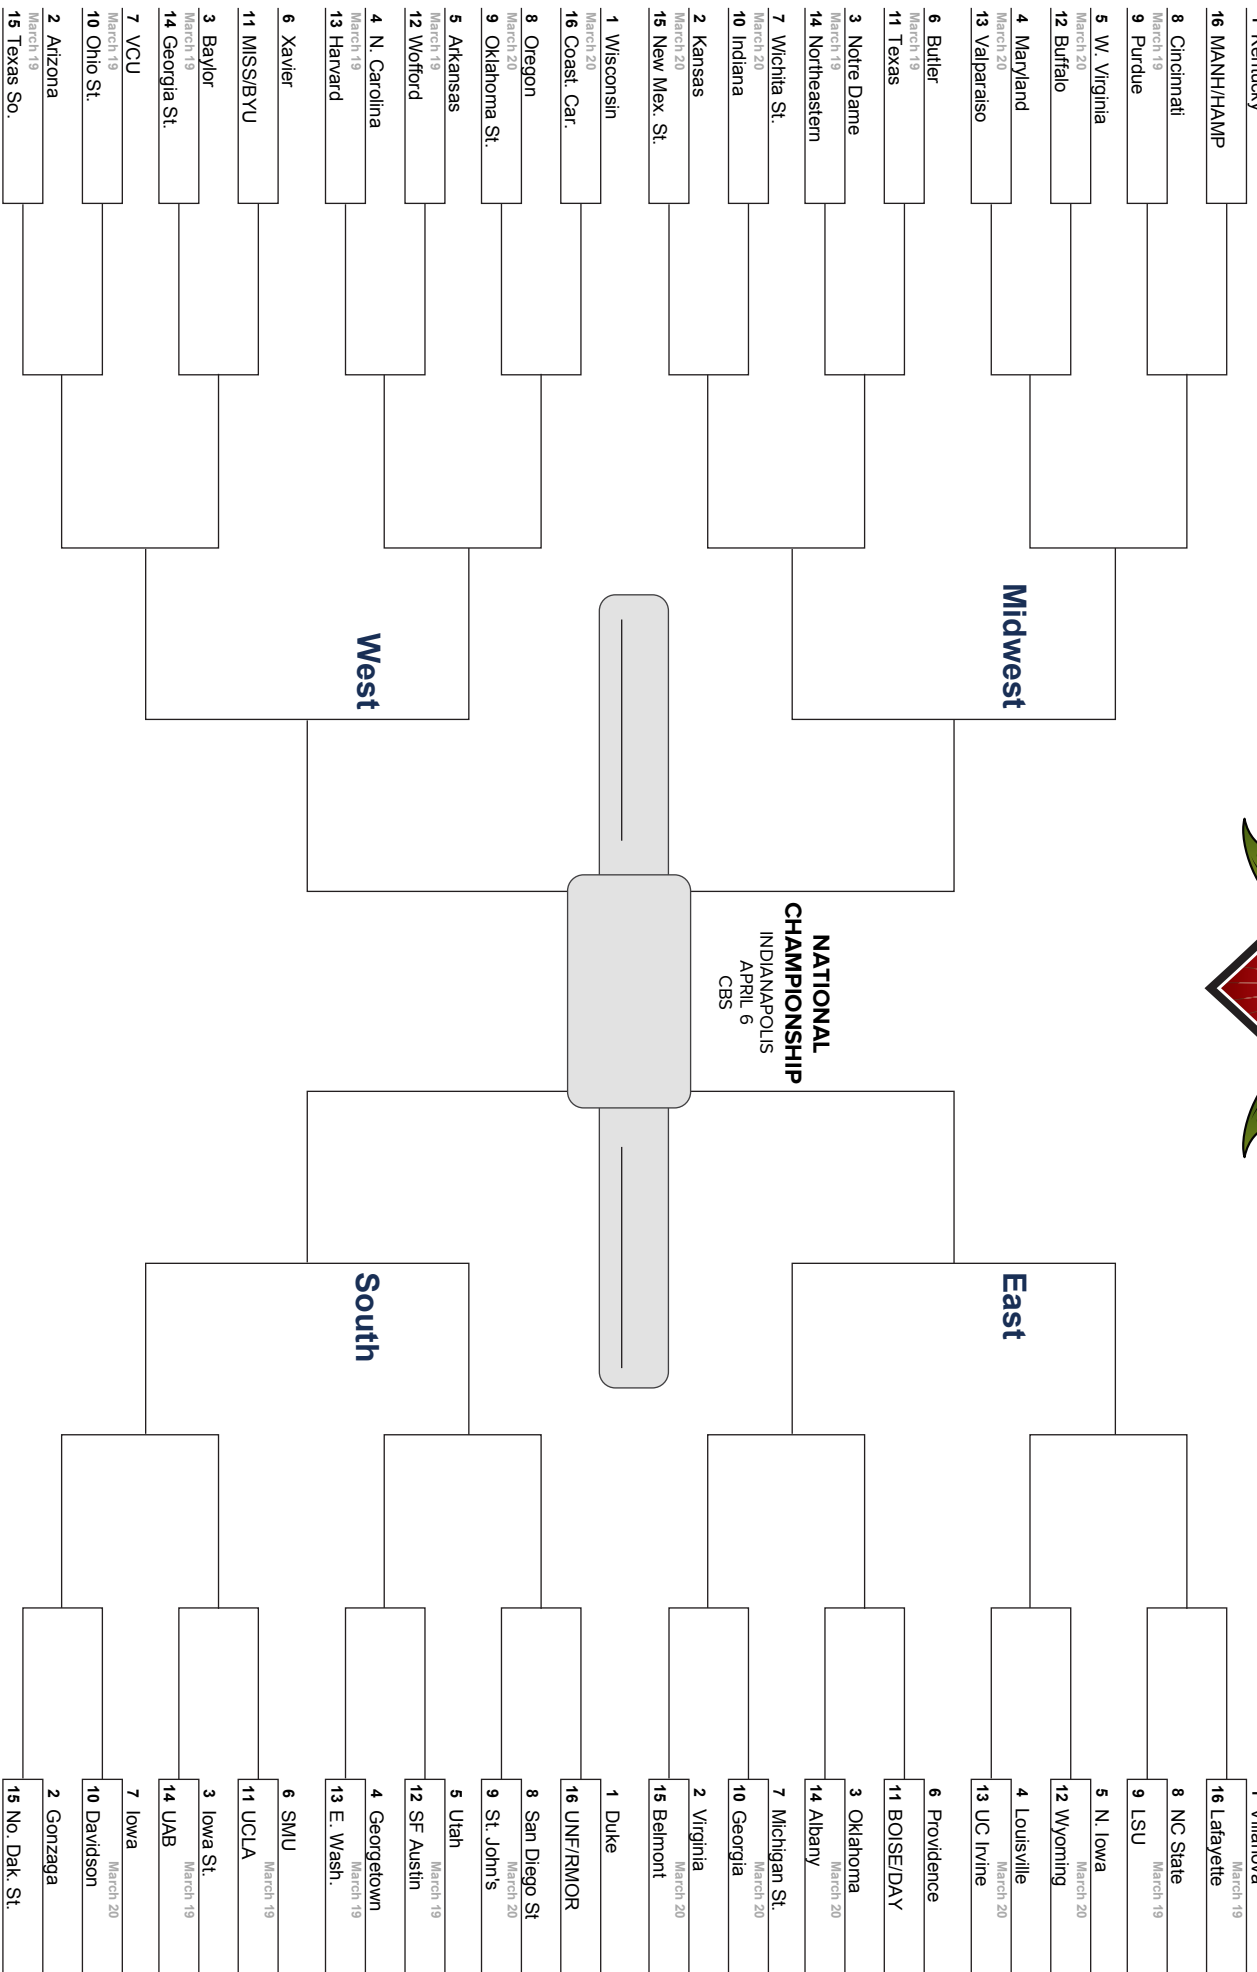 Kentucky
16 MANH/HAMP
8 Cincinnati
March 19
9 Purdue
5 W. Virginia
March 20
12 Buffalo
4 Maryland
March 20
13 Valparaiso
6 Butler
March 19
11 Texas
3 Notre Dame
March 19
14 Northeastern
7 Wichita St.
March 20
10 Indiana
2 Kansas
March 20
15 New Mex. St.
Midwest
1 Wisconsin
March 20
16 Coast. Car.
8 Oregon
March 20
9 Oklahoma St.
5 Arkansas
March 19
12 Wofford
4 N. Carolina
March 19
13 Harvard
6 Xavier
11 MISS/BYU
3 Baylor
March 19
14 Georgia St.
7 VCU
March 19
10 Ohio St.
2 Arizona
March 19
15 Texas So.
West
NATIONAL
CHAMPIONSHIP
INDIANAPOLIS
APRIL 6
CBS
East
Villanova
March 19
16 Lafayette
8 NC State
March 19
9 LSU
5 N. Iowa
March 20
12 Wyoming
4 Louisville
March 20
13 UC Irvine
6 Providence
11 BOISE/DAY
3 Oklahoma
March 20
14 Albany
7 Michigan St.
March 20
10 Georgia
2 Virginia
March 20
15 Belmont
South
1 Duke
16 UNF/RMOR
8 San Diego St
March 20
9 St. John's
5 Utah
March 19
12 SF Austin
4 Georgetown
March 19
13 E. Wash.
6 SMU
March 19
11 UCLA
3 Iowa St.
March 19
14 UAB
7 Iowa
March 20
10 Davidson
2 Gonzaga
15 No. Dak. St.